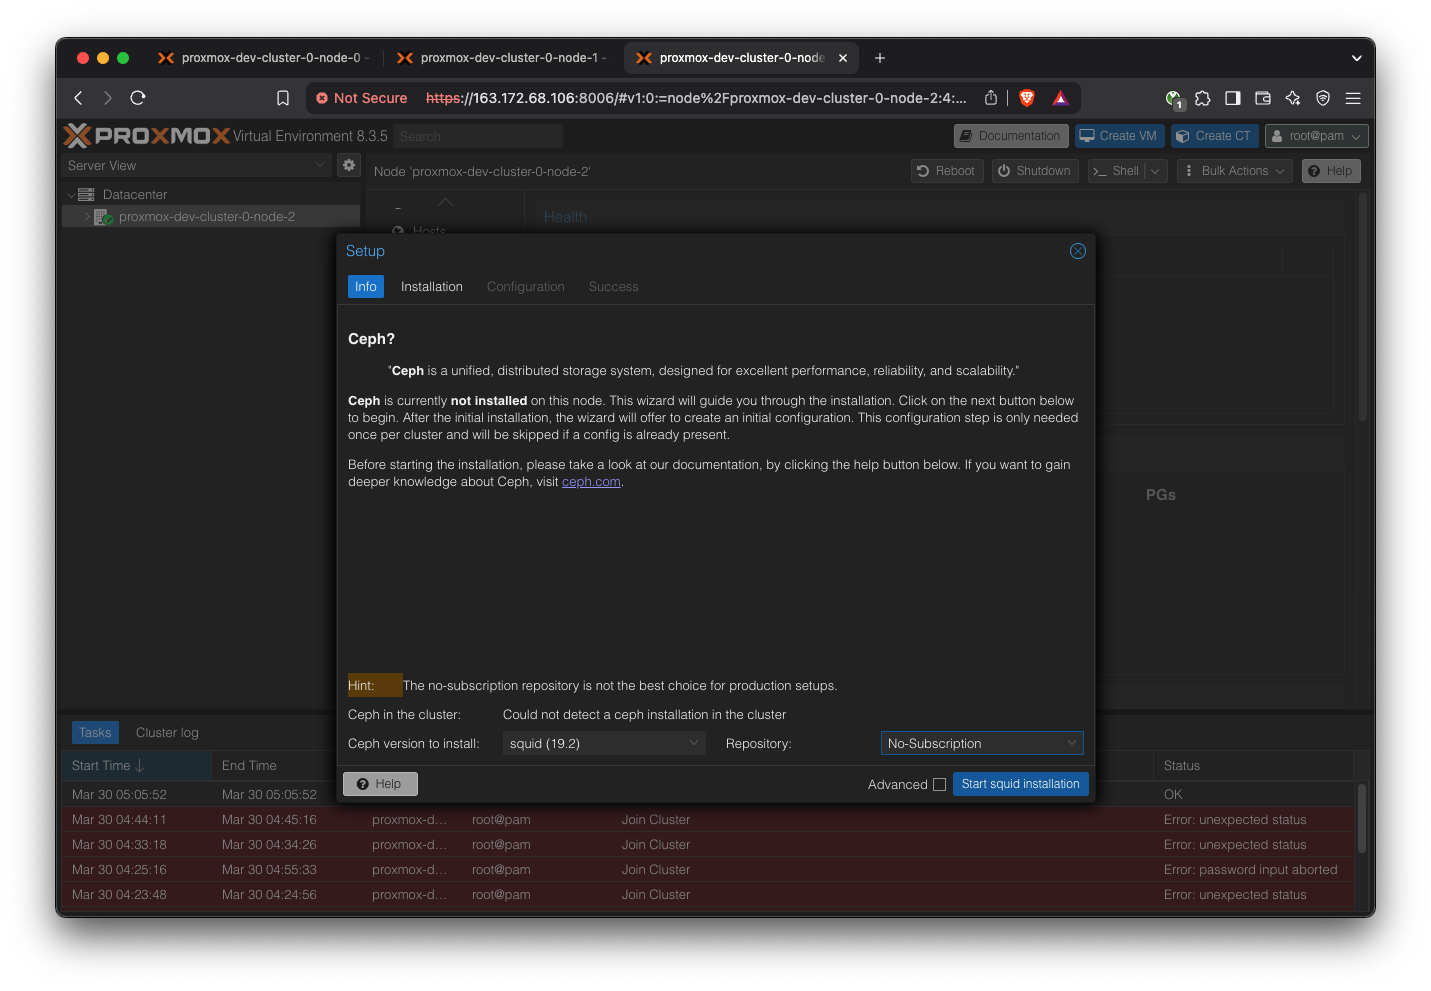 proxmox-dev-cluster-0-node-0 -
proxmox-dev-cluster-0-node-1 -
proxmox-dev-cluster-0-node
Not Secure https://163.172.68.106:8006/#v1:0:=node%2Fproxmox-dev-cluster-0-node-2:4:...
1
PROXMOX Virtual Environment 8.3.5 Search
Documentation Create VM Create CT root@pam
Server View
Node 'proxmox-dev-cluster-0-node-2' Reboot Shutdown >_ Shell Bulk Actions Help
Datacenter
proxmox-dev-cluster-0-node-2
Hosts
Health
Setup
Info Installation Configuration Success
Ceph?
"Ceph is a unified, distributed storage system, designed for excellent performance, reliability, and scalability."
Ceph is currently not installed on this node. This wizard will guide you through the installation. Click on the next button below
to begin. After the initial installation, the wizard will offer to create an initial configuration. This configuration step is only needed
once per cluster and will be skipped if a config is already present.
Before starting the installation, please take a look at our documentation, by clicking the help button below. If you want to gain
deeper knowledge about Ceph, visit ceph.com.
PGs
Hint: The no-subscription repository is not the best choice for production setups.
Ceph in the cluster: Could not detect a ceph installation in the cluster
Ceph version to install: squid (19.2) Repository: No-Subscription
Help Advanced Start squid installation
Tasks Cluster log
Start Time End Time Status
Mar 30 05:05:52 Mar 30 05:05:52 OK
Mar 30 04:44:11 Mar 30 04:45:16 proxmox-d... root@pam Join Cluster Error: unexpected status
Mar 30 04:33:18 Mar 30 04:34:26 proxmox-d... root@pam Join Cluster Error: unexpected status
Mar 30 04:25:16 Mar 30 04:55:33 proxmox-d... root@pam Join Cluster Error: password input aborted
Mar 30 04:23:48 Mar 30 04:24:56 proxmox-d... root@pam Join Cluster Error: unexpected status